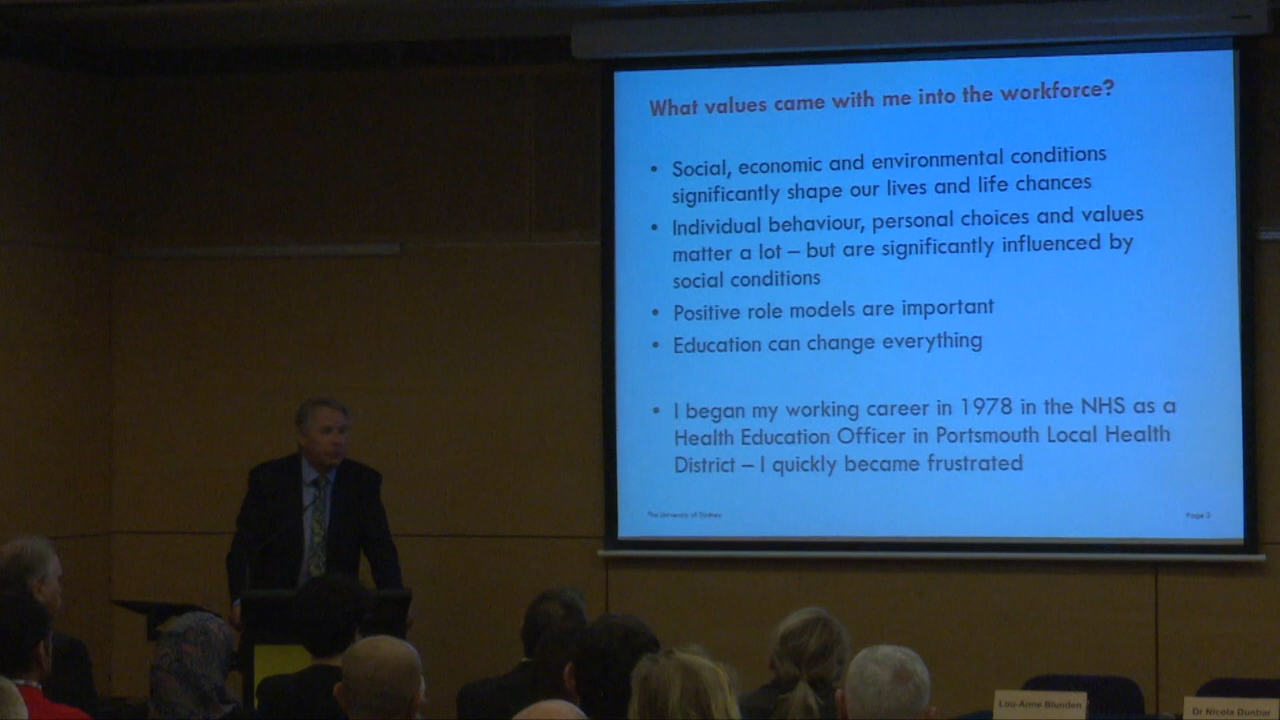 What values came with me into the workforce?
• Social, economic and environmental conditions
significantly shape our lives and life chances
• Individual behaviour, personal choices and values
matter a lot – but are significantly influenced by
social conditions
• Positive role models are important
• Education can change everything
• I began my working career in 1978 in the NHS as a
Health Education Officer in Portsmouth Local Health
District – I quickly became frustrated
The University of Sydney
Page 3
Lou-Anne Blunden
Dr Nicola Dunbar